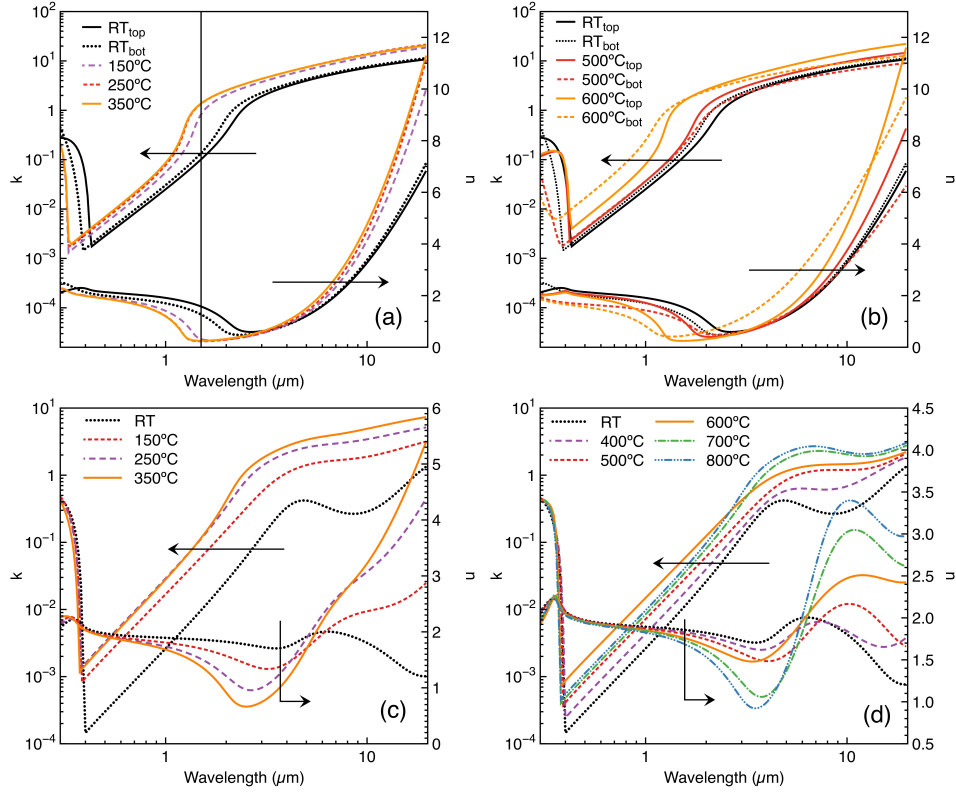 10² 10¹ 1 10⁻¹ 10⁻² 10⁻³ 10⁻⁴
k
RT_top
RT_bot
150ºC
250ºC
350ºC
12 10 8 6 4 2 0
u
(a)
1 10
Wavelength (µm)
10² 10¹ 1 10⁻¹ 10⁻² 10⁻³ 10⁻⁴
k
RT_top
RT_bot
500ºC_top
500ºC_bot
600ºC_top
600ºC_bot
12 10 8 6 4 2 0
u
(b)
1 10
Wavelength (µm)
10¹ 1 10⁻¹ 10⁻² 10⁻³ 10⁻⁴
k
RT
150ºC
250ºC
350ºC
6 5 4 3 2 1 0
u
(c)
1 10
Wavelength (µm)
10¹ 1 10⁻¹ 10⁻² 10⁻³ 10⁻⁴
k
RT 600ºC
400ºC 700ºC
500ºC 800ºC
4.5 4.0 3.5 3.0 2.5 2.0 1.5 1.0 0.5
u
(d)
1 10
Wavelength (µm)